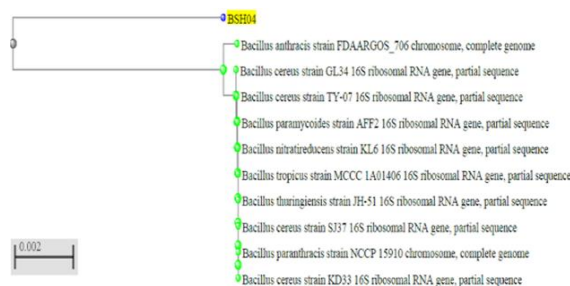 BSH04
Bacillus anthracis strain FDAARGOS_706 chromosome, complete genome
Bacillus cereus strain GL34 16S ribosomal RNA gene, partial sequence
Bacillus cereus strain TY-07 16S ribosomal RNA gene, partial sequence
Bacillus paramycoides strain AFF2 16S ribosomal RNA gene, partial sequence
Bacillus nitratireducens strain KL6 16S ribosomal RNA gene, partial sequence
Bacillus tropicus strain MCCC 1A01406 16S ribosomal RNA gene, partial sequence
Bacillus thuringiensis strain JH-51 16S ribosomal RNA gene, partial sequence
Bacillus cereus strain SJ37 16S ribosomal RNA gene, partial sequence
Bacillus paranthracis strain NCCP 15910 chromosome, complete genome
Bacillus cereus strain KD33 16S ribosomal RNA gene, partial sequence
0.002